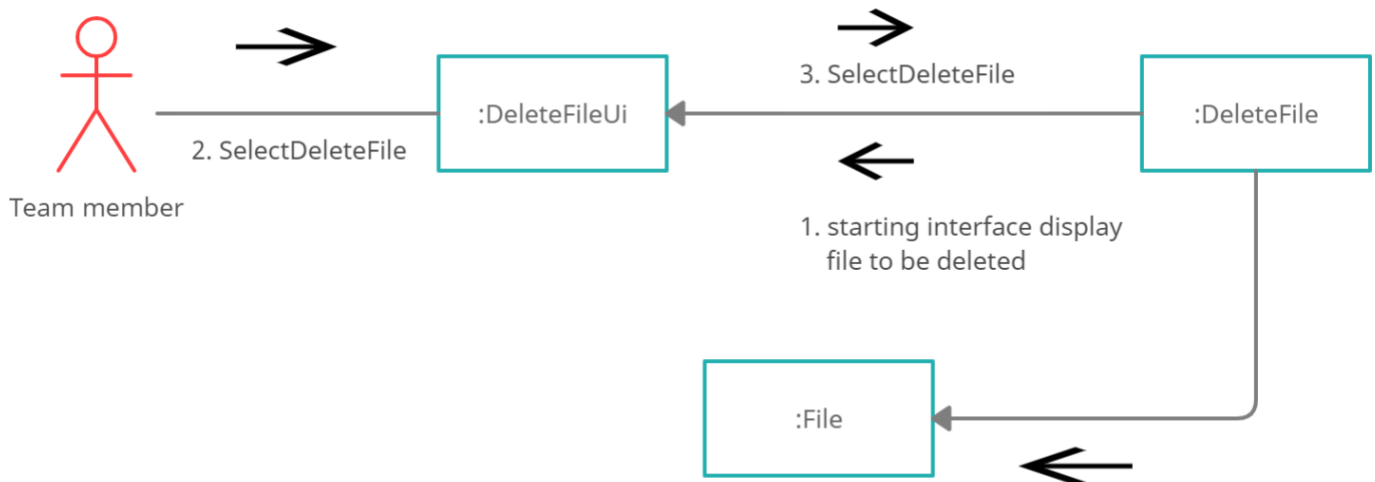 3. SelectDeleteFile
:DeleteFileUi
:DeleteFile
2. SelectDeleteFile
Team member
1. starting interface display
file to be deleted
:File